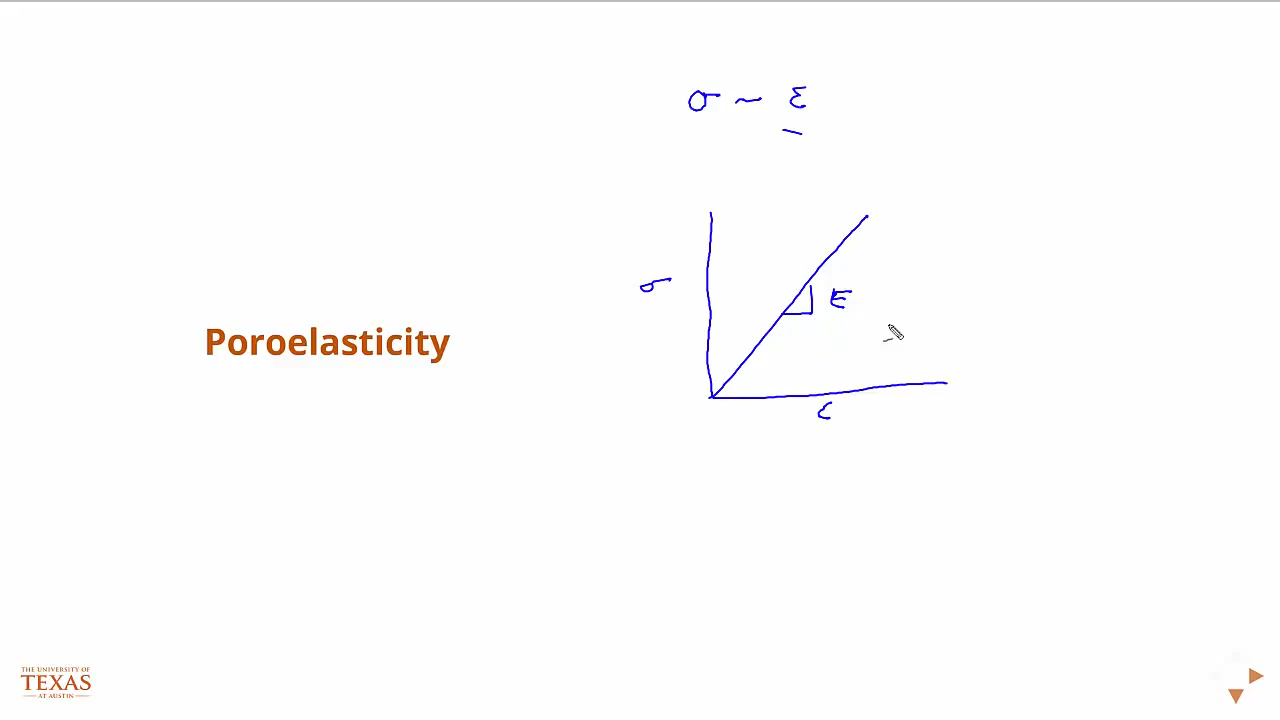 σ ~ ε
σ
E
ε
Poroelasticity
THE UNIVERSITY OF
TEXAS
AT AUSTIN